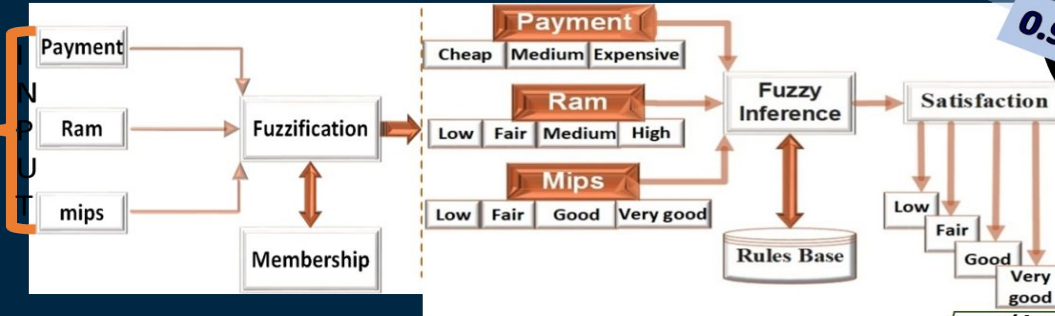 INPUT
Payment
Ram
mips
Fuzzification
Membership
Payment
Cheap Medium Expensive
Ram
Low Fair Medium High
Mips
Low Fair Good Very good
Fuzzy
Inference
Rules Base
Satisfaction
Low
Fair
Good
Very
good